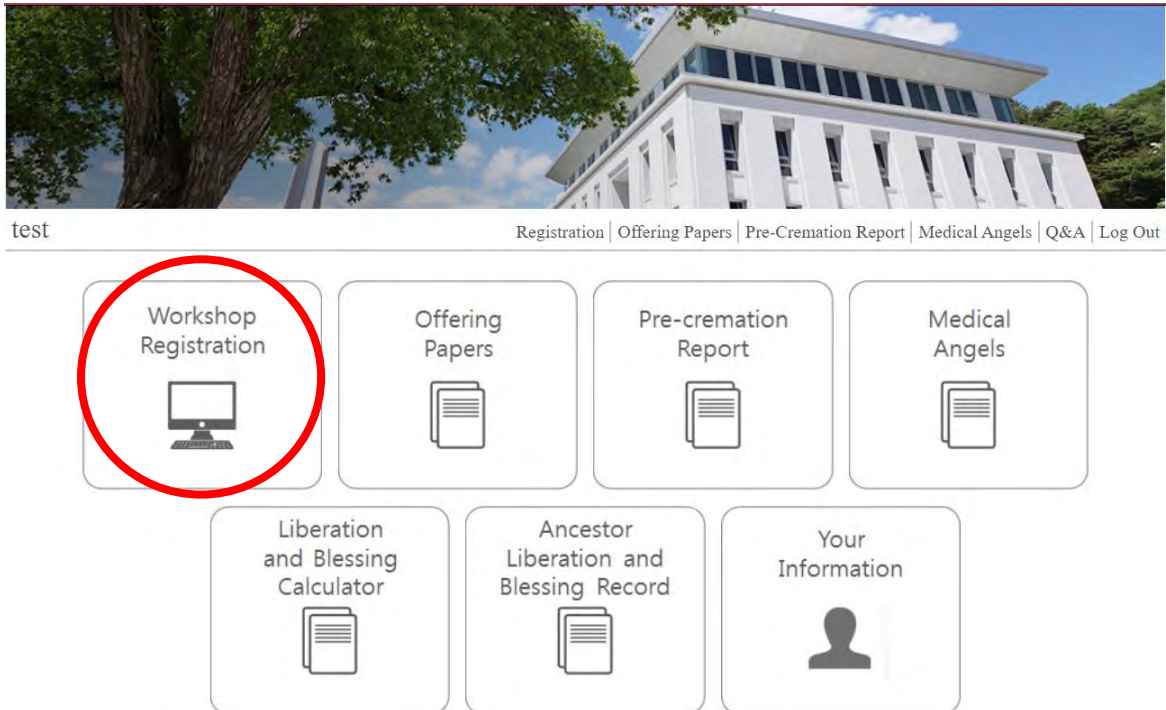 test
Registration | Offering Papers | Pre-Cremation Report | Medical Angels | Q&A | Log Out
Workshop
Registration
Offering
Papers
Pre-cremation
Report
Medical
Angels
Liberation
and Blessing
Calculator
Ancestor
Liberation and
Blessing Record
Your
Information